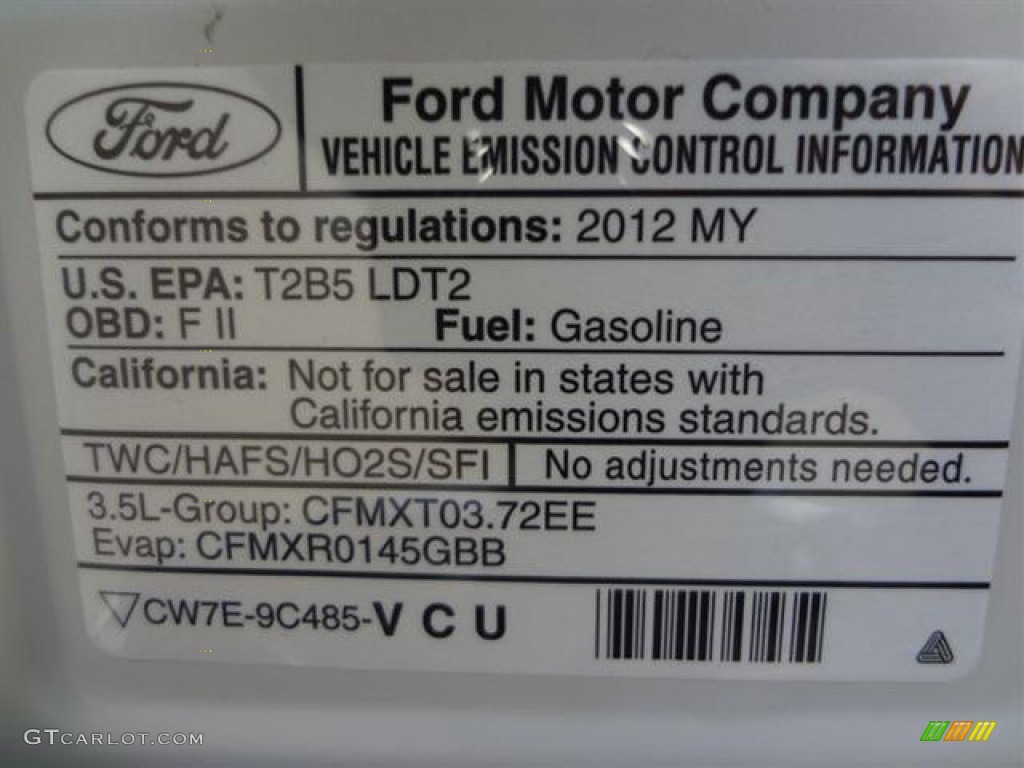 Ford
Ford Motor Company
VEHICLE EMISSION CONTROL INFORMATION
Conforms to regulations: 2012 MY
U.S. EPA: T2B5 LDT2
OBD: F II Fuel: Gasoline
California: Not for sale in states with
California emissions standards.
TWC/HAFS/HO2S/SFI No adjustments needed.
3.5L-Group: CFMXT03.72EE
Evap: CFMXR0145GBB
CW7E-9C485-V C U
GTCARLOT.COM